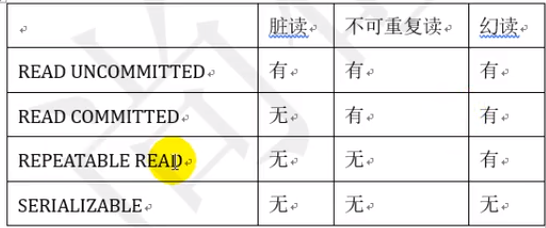 脏读 不可重复读 幻读
READ UNCOMMITTED 有 有 有
READ COMMITTED 无 有 有
REPEATABLE READ 无 无 有
SERIALIZABLE 无 无 无